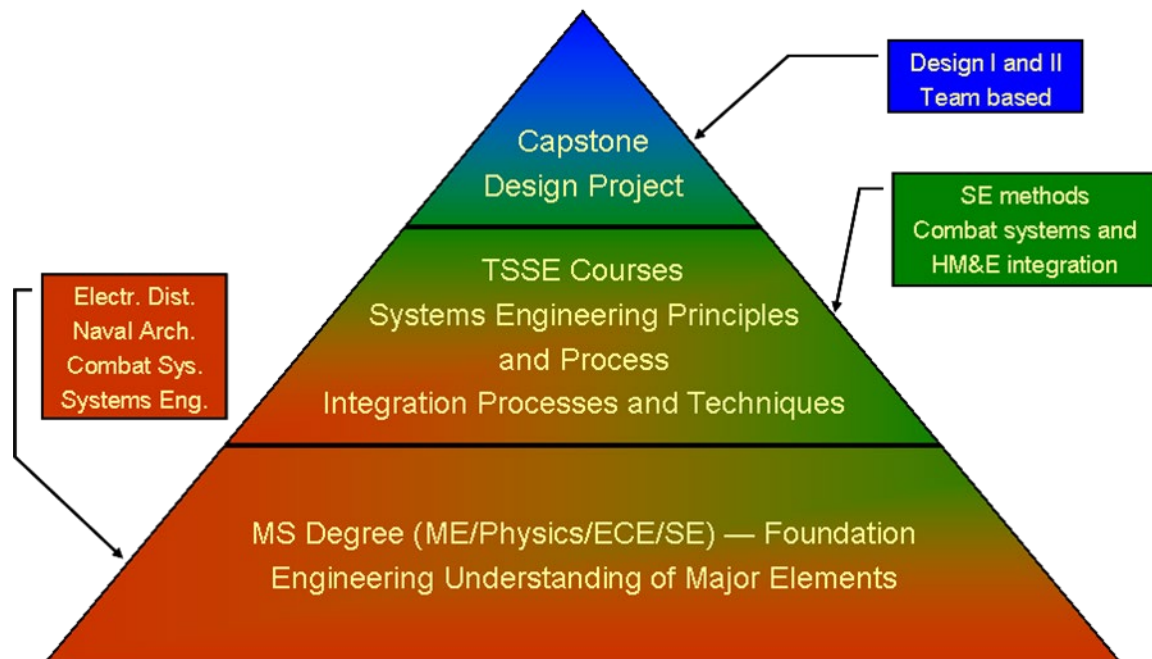 Design I and II
Team based
Capstone
Design Project
SE methods
Combat systems and
HM&E integration
TSSE Courses
Systems Engineering Principles
and Process
Integration Processes and Techniques
Electr. Dist.
Naval Arch.
Combat Sys.
Systems Eng.
MS Degree (ME/Physics/ECE/SE) — Foundation
Engineering Understanding of Major Elements